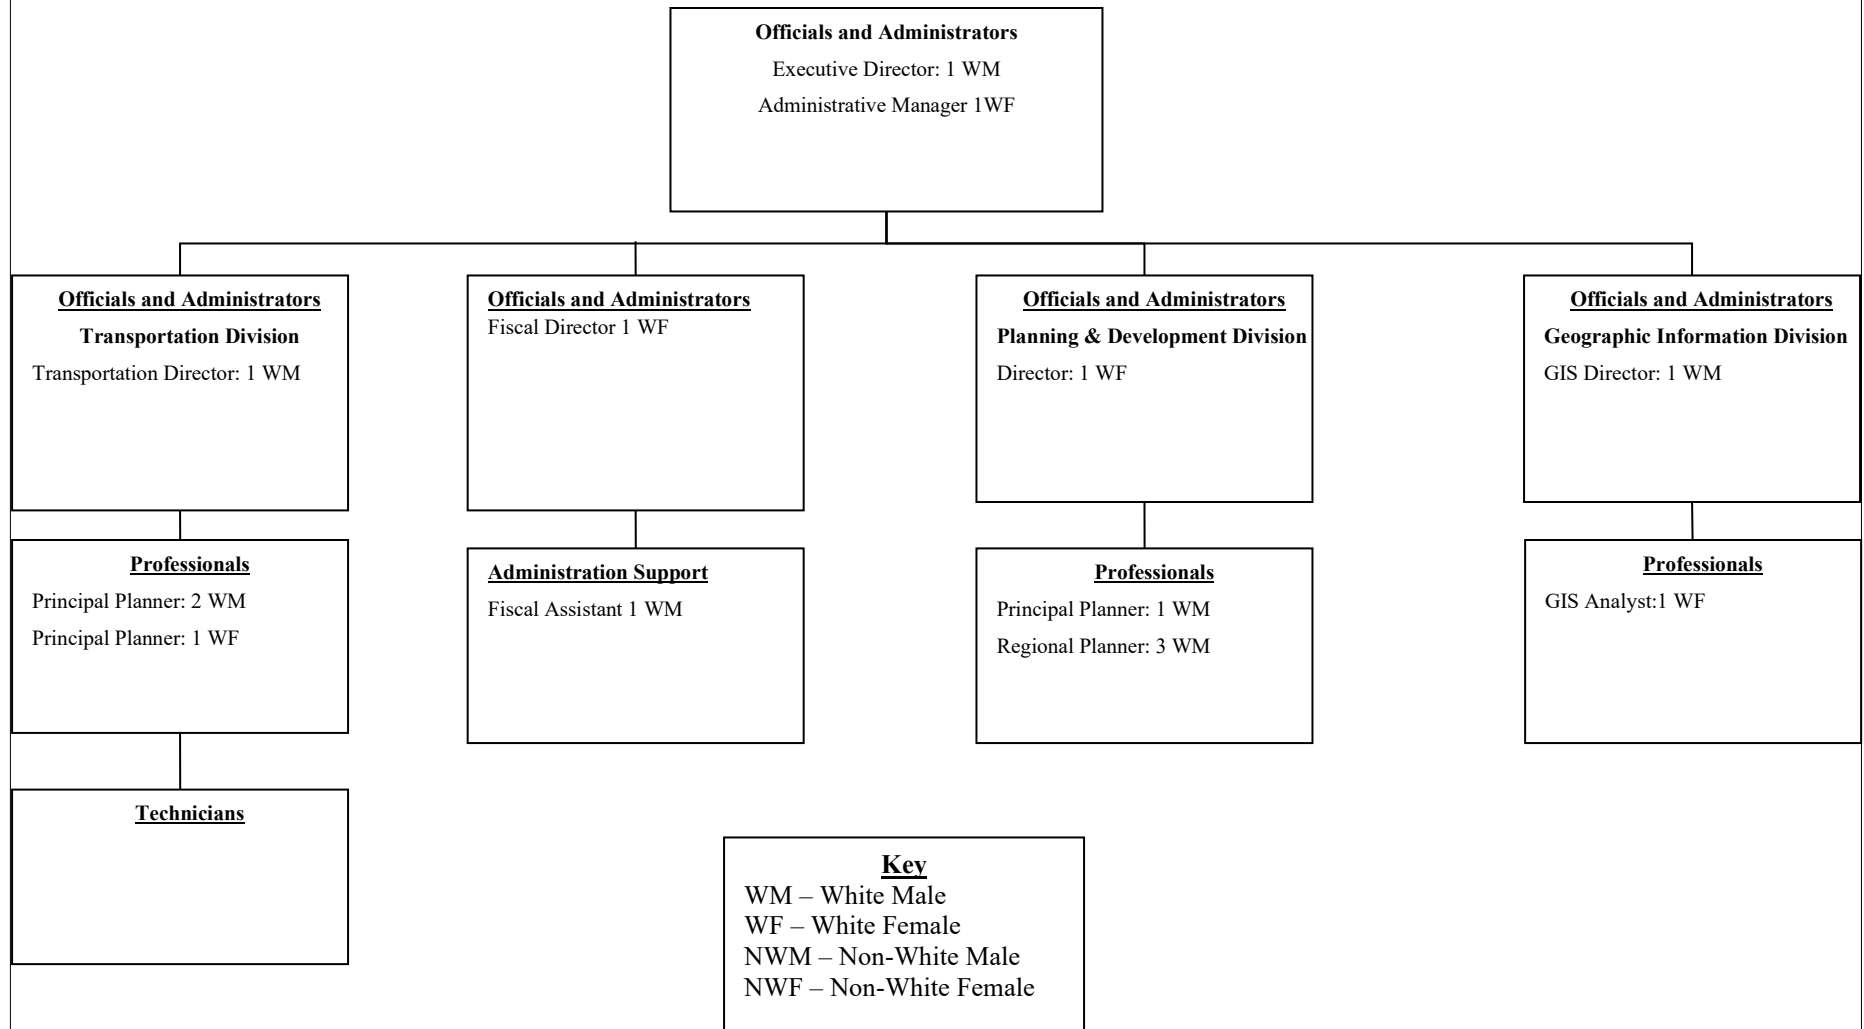 Officials and Administrators
Executive Director: 1 WM
Administrative Manager 1WF
Officials and Administrators
Transportation Division
Transportation Director: 1 WM
Officials and Administrators
Fiscal Director 1 WF
Officials and Administrators
Planning & Development Division
Director: 1 WF
Officials and Administrators
Geographic Information Division
GIS Director: 1 WM
Professionals
Principal Planner: 2 WM
Principal Planner: 1 WF
Administration Support
Fiscal Assistant 1 WM
Professionals
Principal Planner: 1 WM
Regional Planner: 3 WM
Professionals
GIS Analyst:1 WF
Technicians
Key
WM – White Male
WF – White Female
NWM – Non-White Male
NWF – Non-White Female